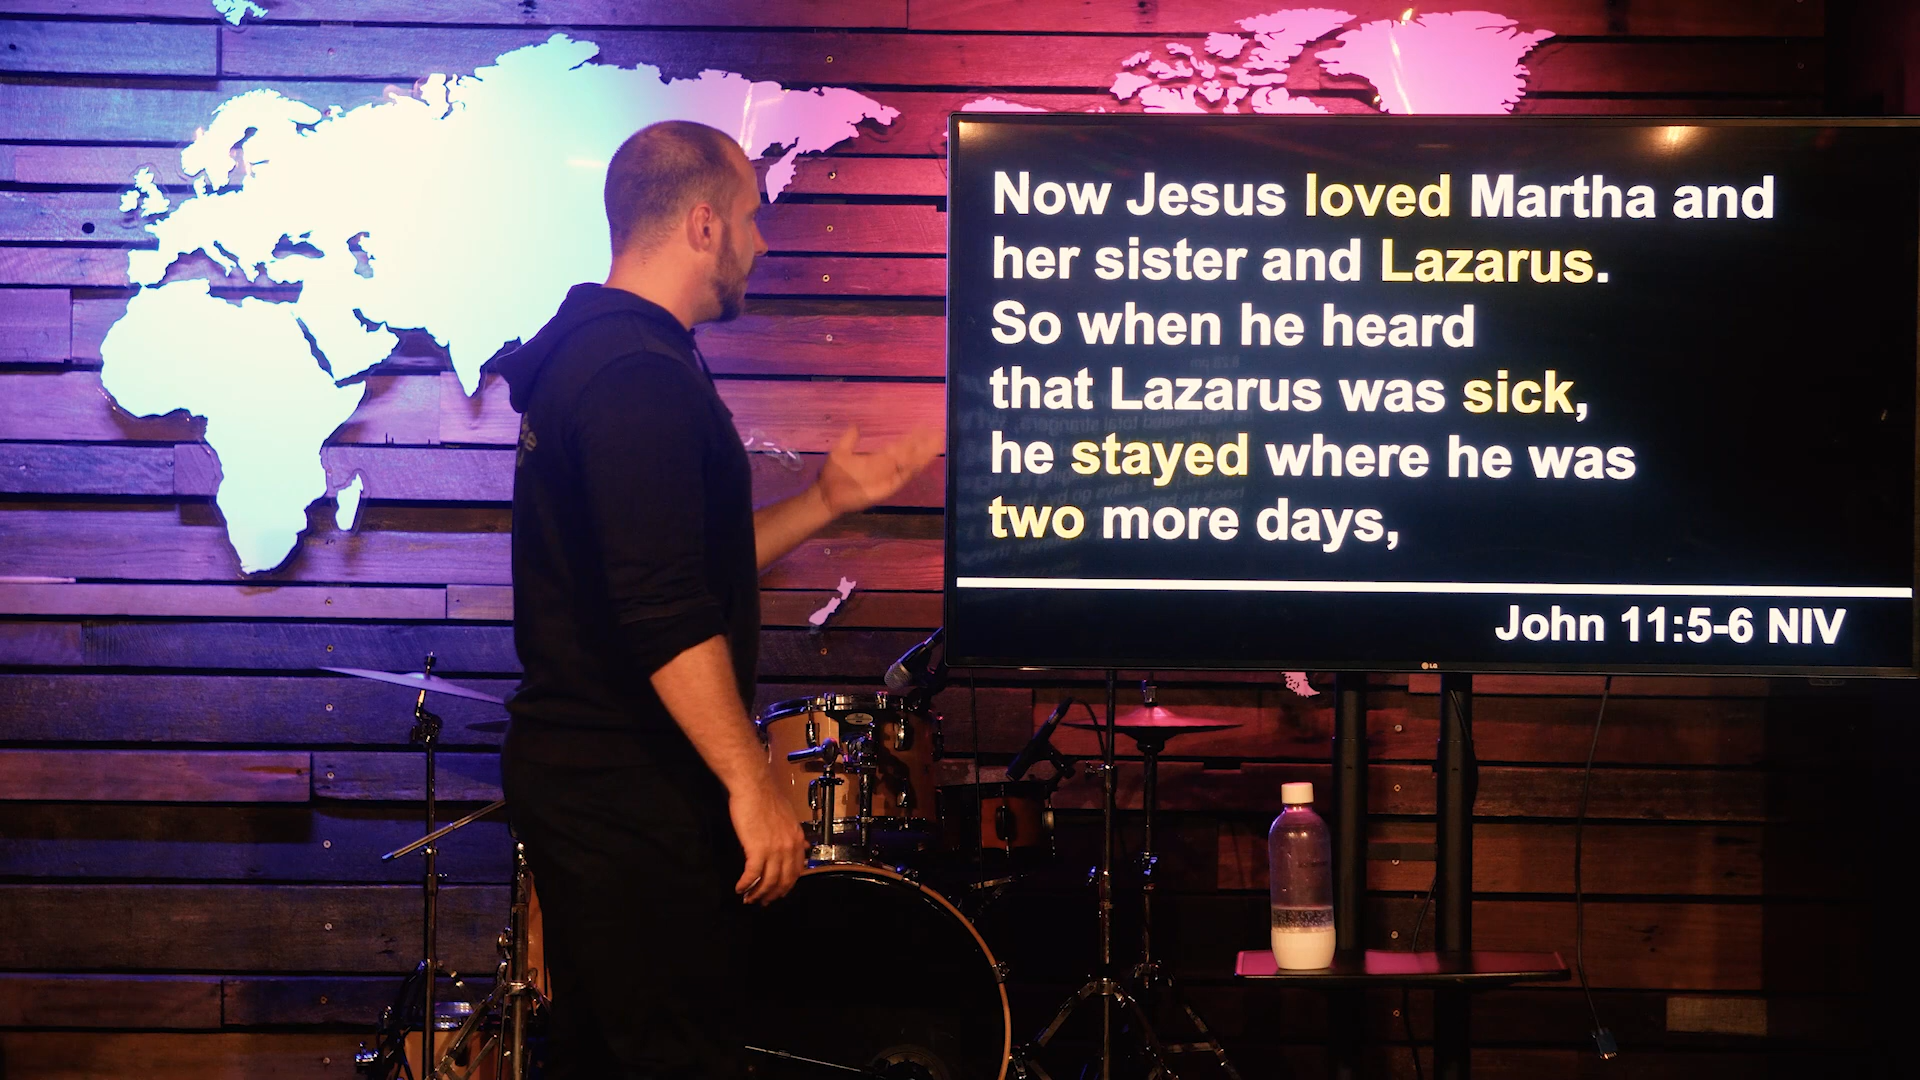 Now Jesus loved Martha and
her sister and Lazarus.
So when he heard
that Lazarus was sick,
he stayed where he was
two more days,
John 11:5-6 NIV
LG